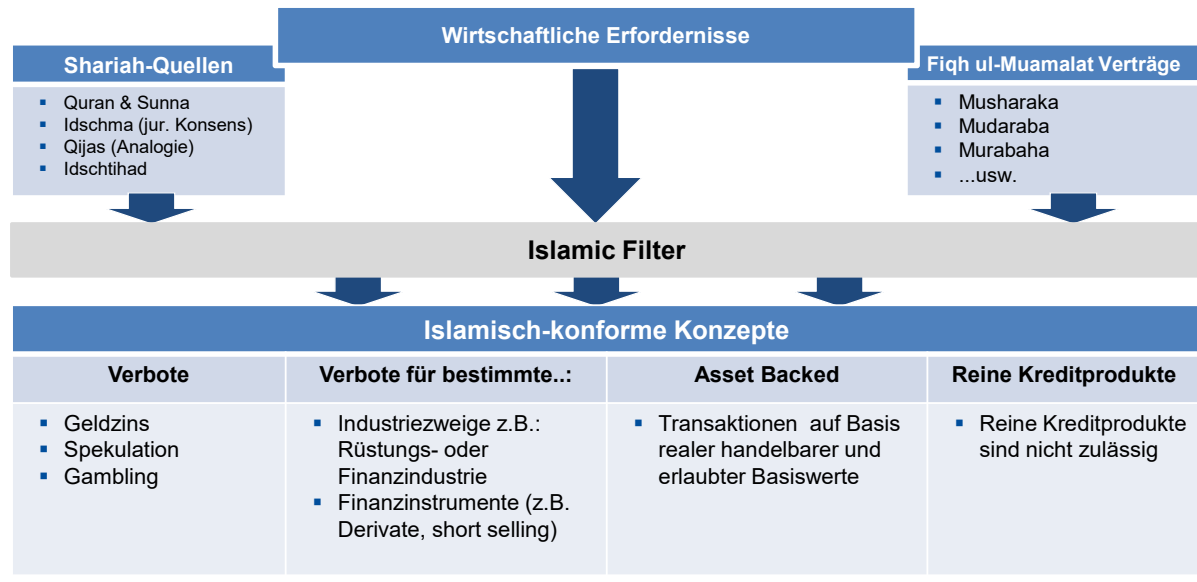 Wirtschaftliche Erfordernisse
Shariah-Quellen
▪ Quran & Sunna
▪ Idschma (jur. Konsens)
▪ Qijas (Analogie)
▪ Idschtihad
Fiqh ul-Muamalat Verträge
▪ Musharaka
▪ Mudaraba
▪ Murabaha
▪ ...usw.
Islamic Filter
Islamisch-konforme Konzepte
Verbote
▪ Geldzins
▪ Spekulation
▪ Gambling
Verbote für bestimmte..:
▪ Industriezweige z.B.:
Rüstungs- oder
Finanzindustrie
▪ Finanzinstrumente (z.B.
Derivate, short selling)
Asset Backed
▪ Transaktionen auf Basis
realer handelbarer und
erlaubter Basiswerte
Reine Kreditprodukte
▪ Reine Kreditprodukte
sind nicht zulässig